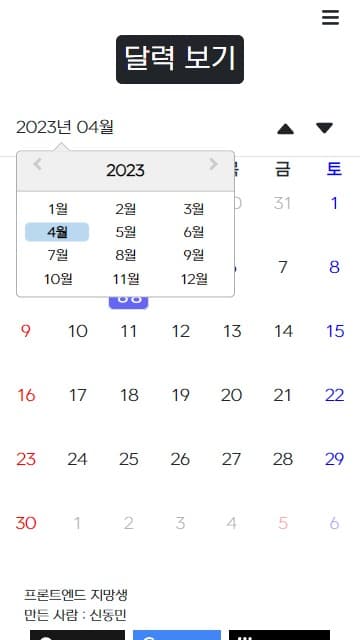 달력 보기
2023년 04월
2023
금 토
1월 2월 3월
31 1
4월 5월 6월
7월 8월 9월
10월 11월 12월
7 8
9 10 11 12 13 14 15
16 17 18 19 20 21 22
23 24 25 26 27 28 29
30 1 2 3 4 5 6
프론트엔드 지망생
만든 사람 : 신동민